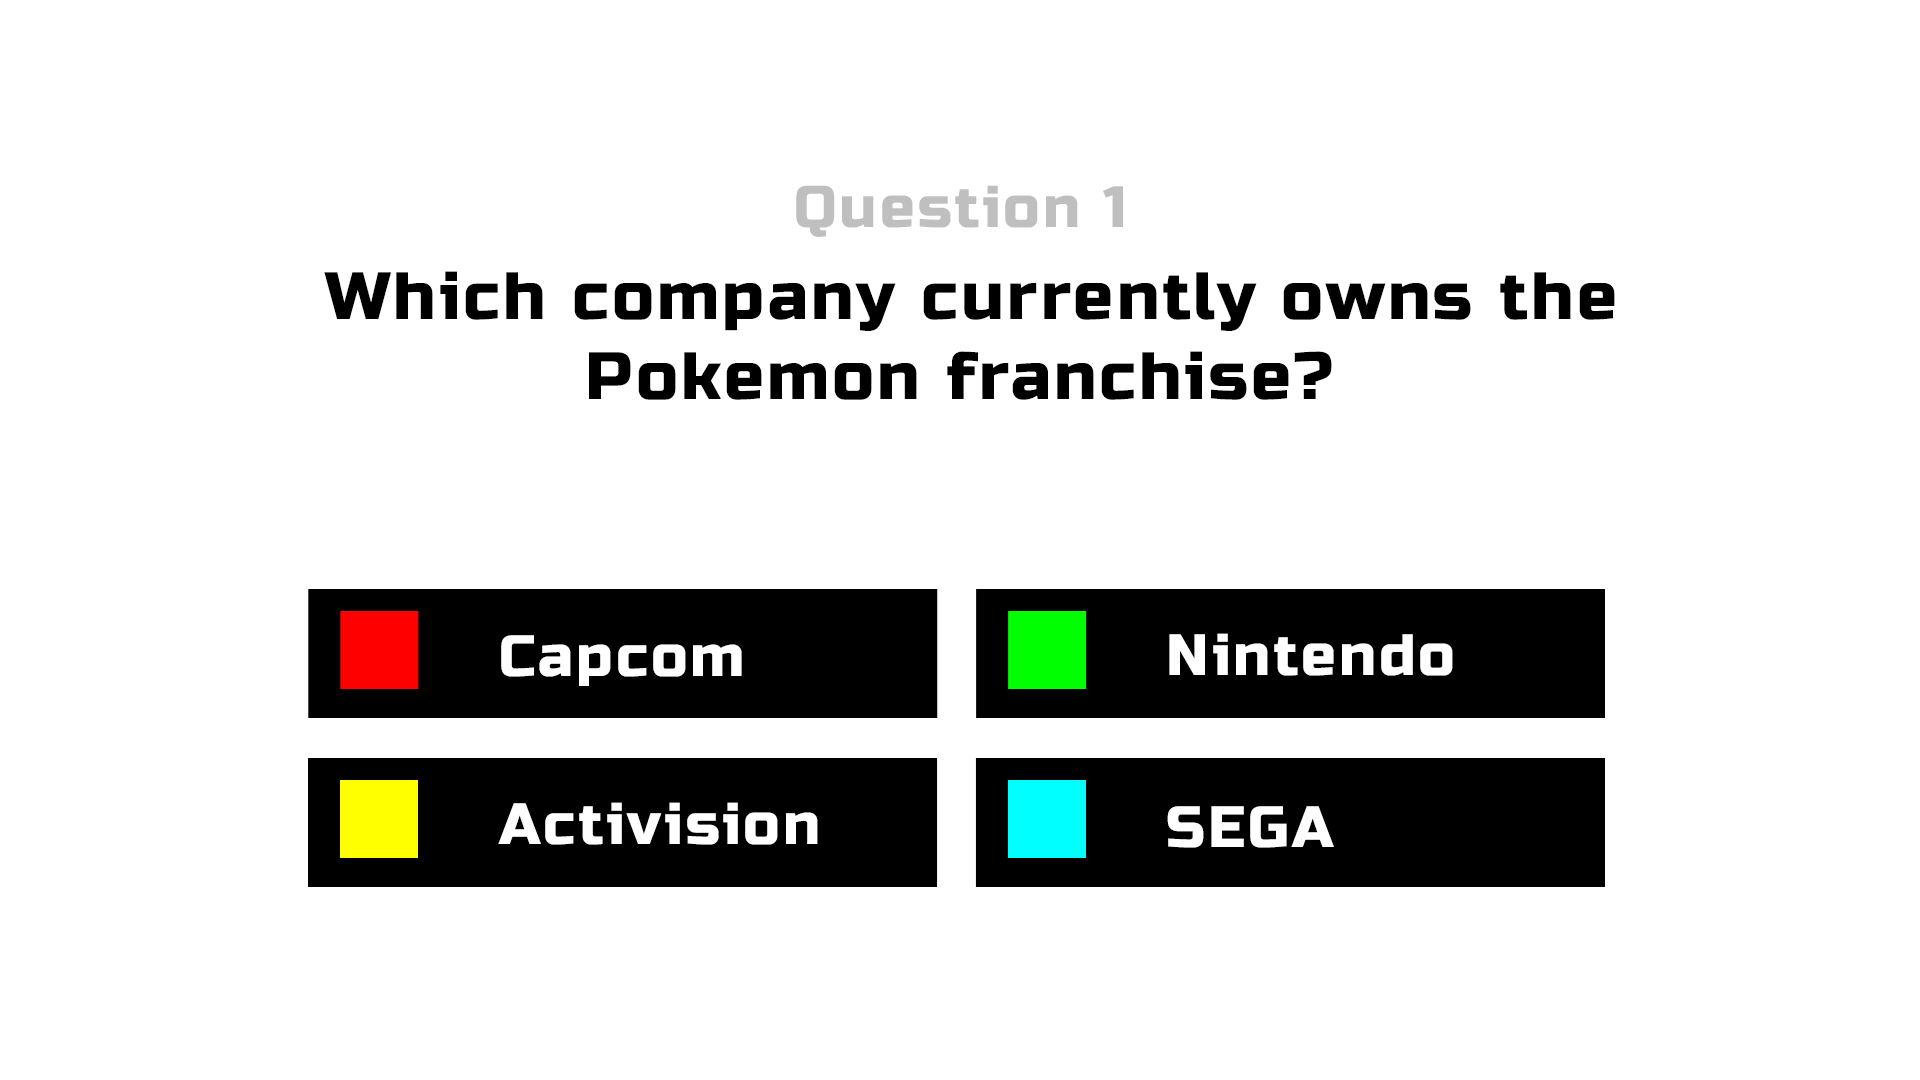 Question 1
Which company currently owns the
Pokemon franchise?
Capcom
Nintendo
Activision
SEGA